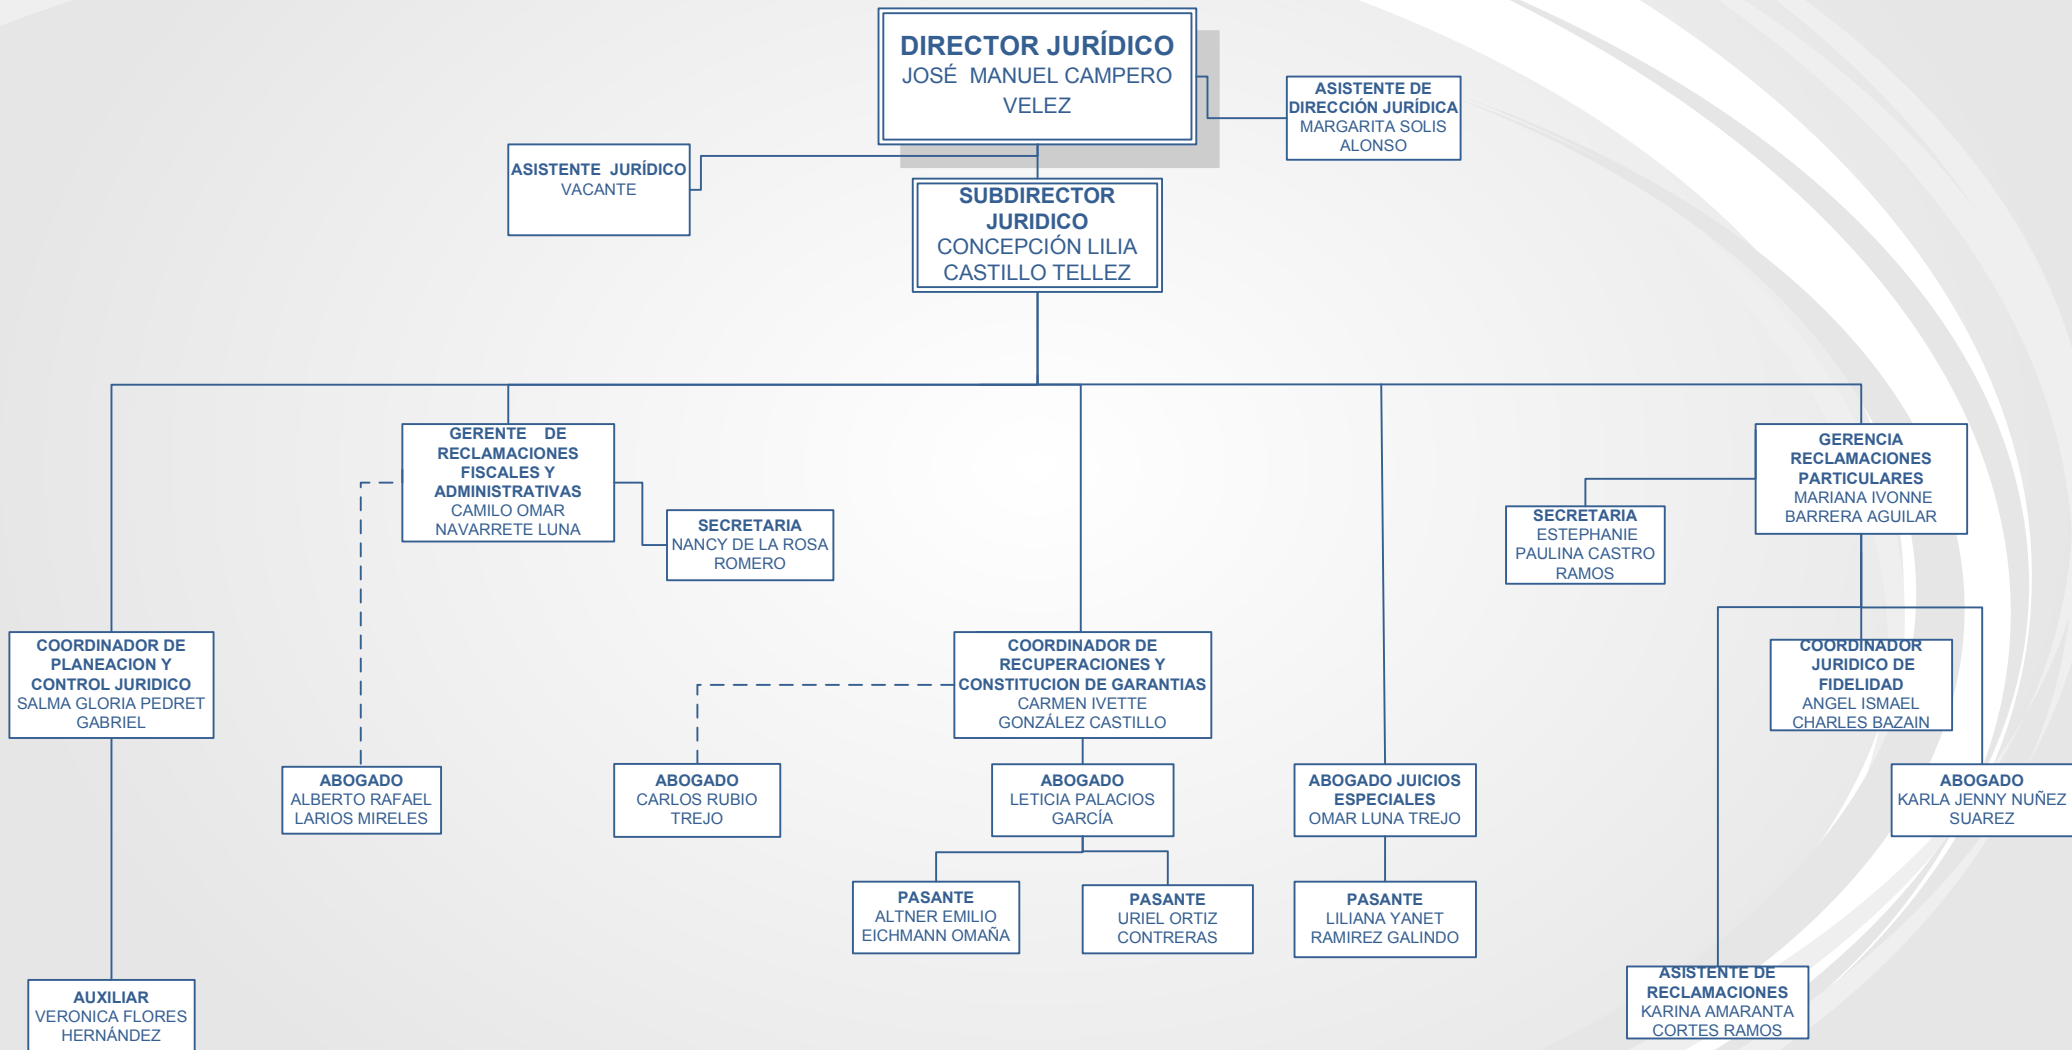 DIRECTOR JURÍDICO
JOSÉ MANUEL CAMPERO
VELEZ
ASISTENTE DE
DIRECCIÓN JURÍDICA
MARGARITA SOLIS
ALONSO
ASISTENTE JURÍDICO
VACANTE
SUBDIRECTOR
JURIDICO
CONCEPCIÓN LILIA
CASTILLO TELLEZ
GERENTE DE
RECLAMACIONES
FISCALES Y
ADMINISTRATIVAS
CAMILO OMAR
NAVARRETE LUNA
SECRETARIA
NANCY DE LA ROSA
ROMERO
GERENCIA
RECLAMACIONES
PARTICULARES
MARIANA IVONNE
BARRERA AGUILAR
SECRETARIA
ESTEPHANIE
PAULINA CASTRO
RAMOS
COORDINADOR DE
PLANEACION Y
CONTROL JURIDICO
SALMA GLORIA PEDRET
GABRIEL
COORDINADOR DE
RECUPERACIONES Y
CONSTITUCION DE GARANTIAS
CARMEN IVETTE
GONZÁLEZ CASTILLO
COORDINADOR
JURIDICO DE
FIDELIDAD
ANGEL ISMAEL
CHARLES BAZAIN
ABOGADO
ALBERTO RAFAEL
LARIOS MIRELES
ABOGADO
CARLOS RUBIO
TREJO
ABOGADO
LETICIA PALACIOS
GARCÍA
ABOGADO JUICIOS
ESPECIALES
OMAR LUNA TREJO
ABOGADO
KARLA JENNY NUÑEZ
SUAREZ
PASANTE
ALTNER EMILIO
EICHMANN OMAÑA
PASANTE
URIEL ORTIZ
CONTRERAS
PASANTE
LILIANA YANET
RAMIREZ GALINDO
AUXILIAR
VERONICA FLORES
HERNÁNDEZ
ASISTENTE DE
RECLAMACIONES
KARINA AMARANTA
CORTES RAMOS